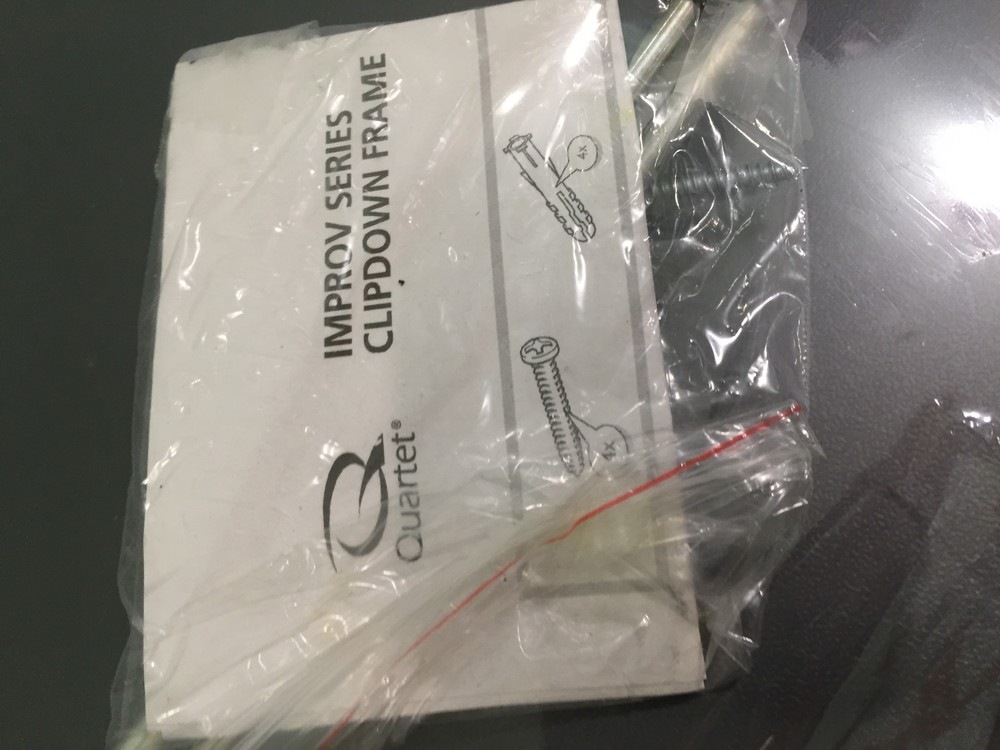 Quartet®
IMPROV SERIES
CLIPDOWN FRAME
4x
4x